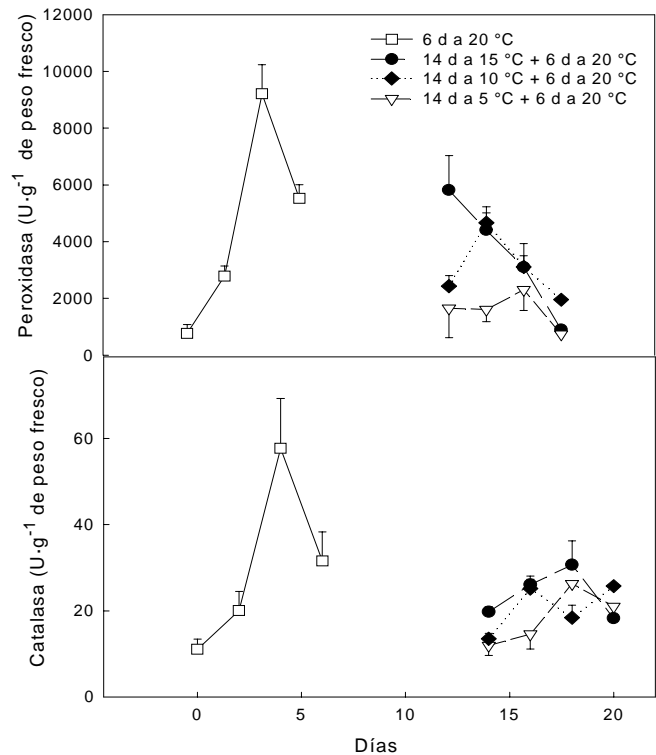 12000
10000
8000
6000
4000
2000
0
Peroxidasa (U·g⁻¹ de peso fresco)
6 d a 20 °C
14 d a 15 °C + 6 d a 20 °C
14 d a 10 °C + 6 d a 20 °C
14 d a 5 °C + 6 d a 20 °C
60
40
20
0
Catalasa (U·g⁻¹ de peso fresco)
0 5 10 15 20
Días